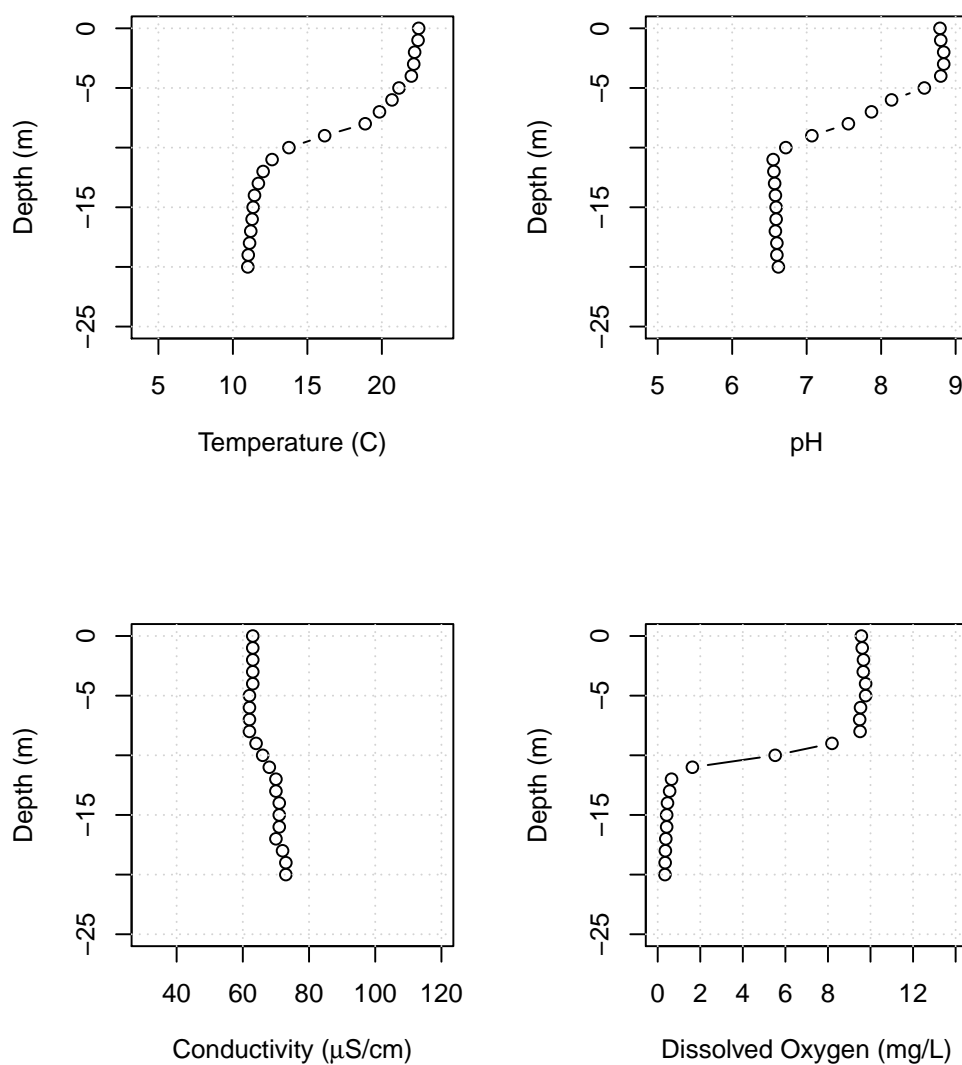 0
−5
−15
−25
Depth (m)
5 10 15 20
Temperature (C)
0
−5
−15
−25
Depth (m)
5 6 7 8 9
pH
0
−5
−15
−25
Depth (m)
40 60 80 100 120
Conductivity (μS/cm)
0
−5
−15
−25
Depth (m)
0 2 4 6 8 12
Dissolved Oxygen (mg/L)